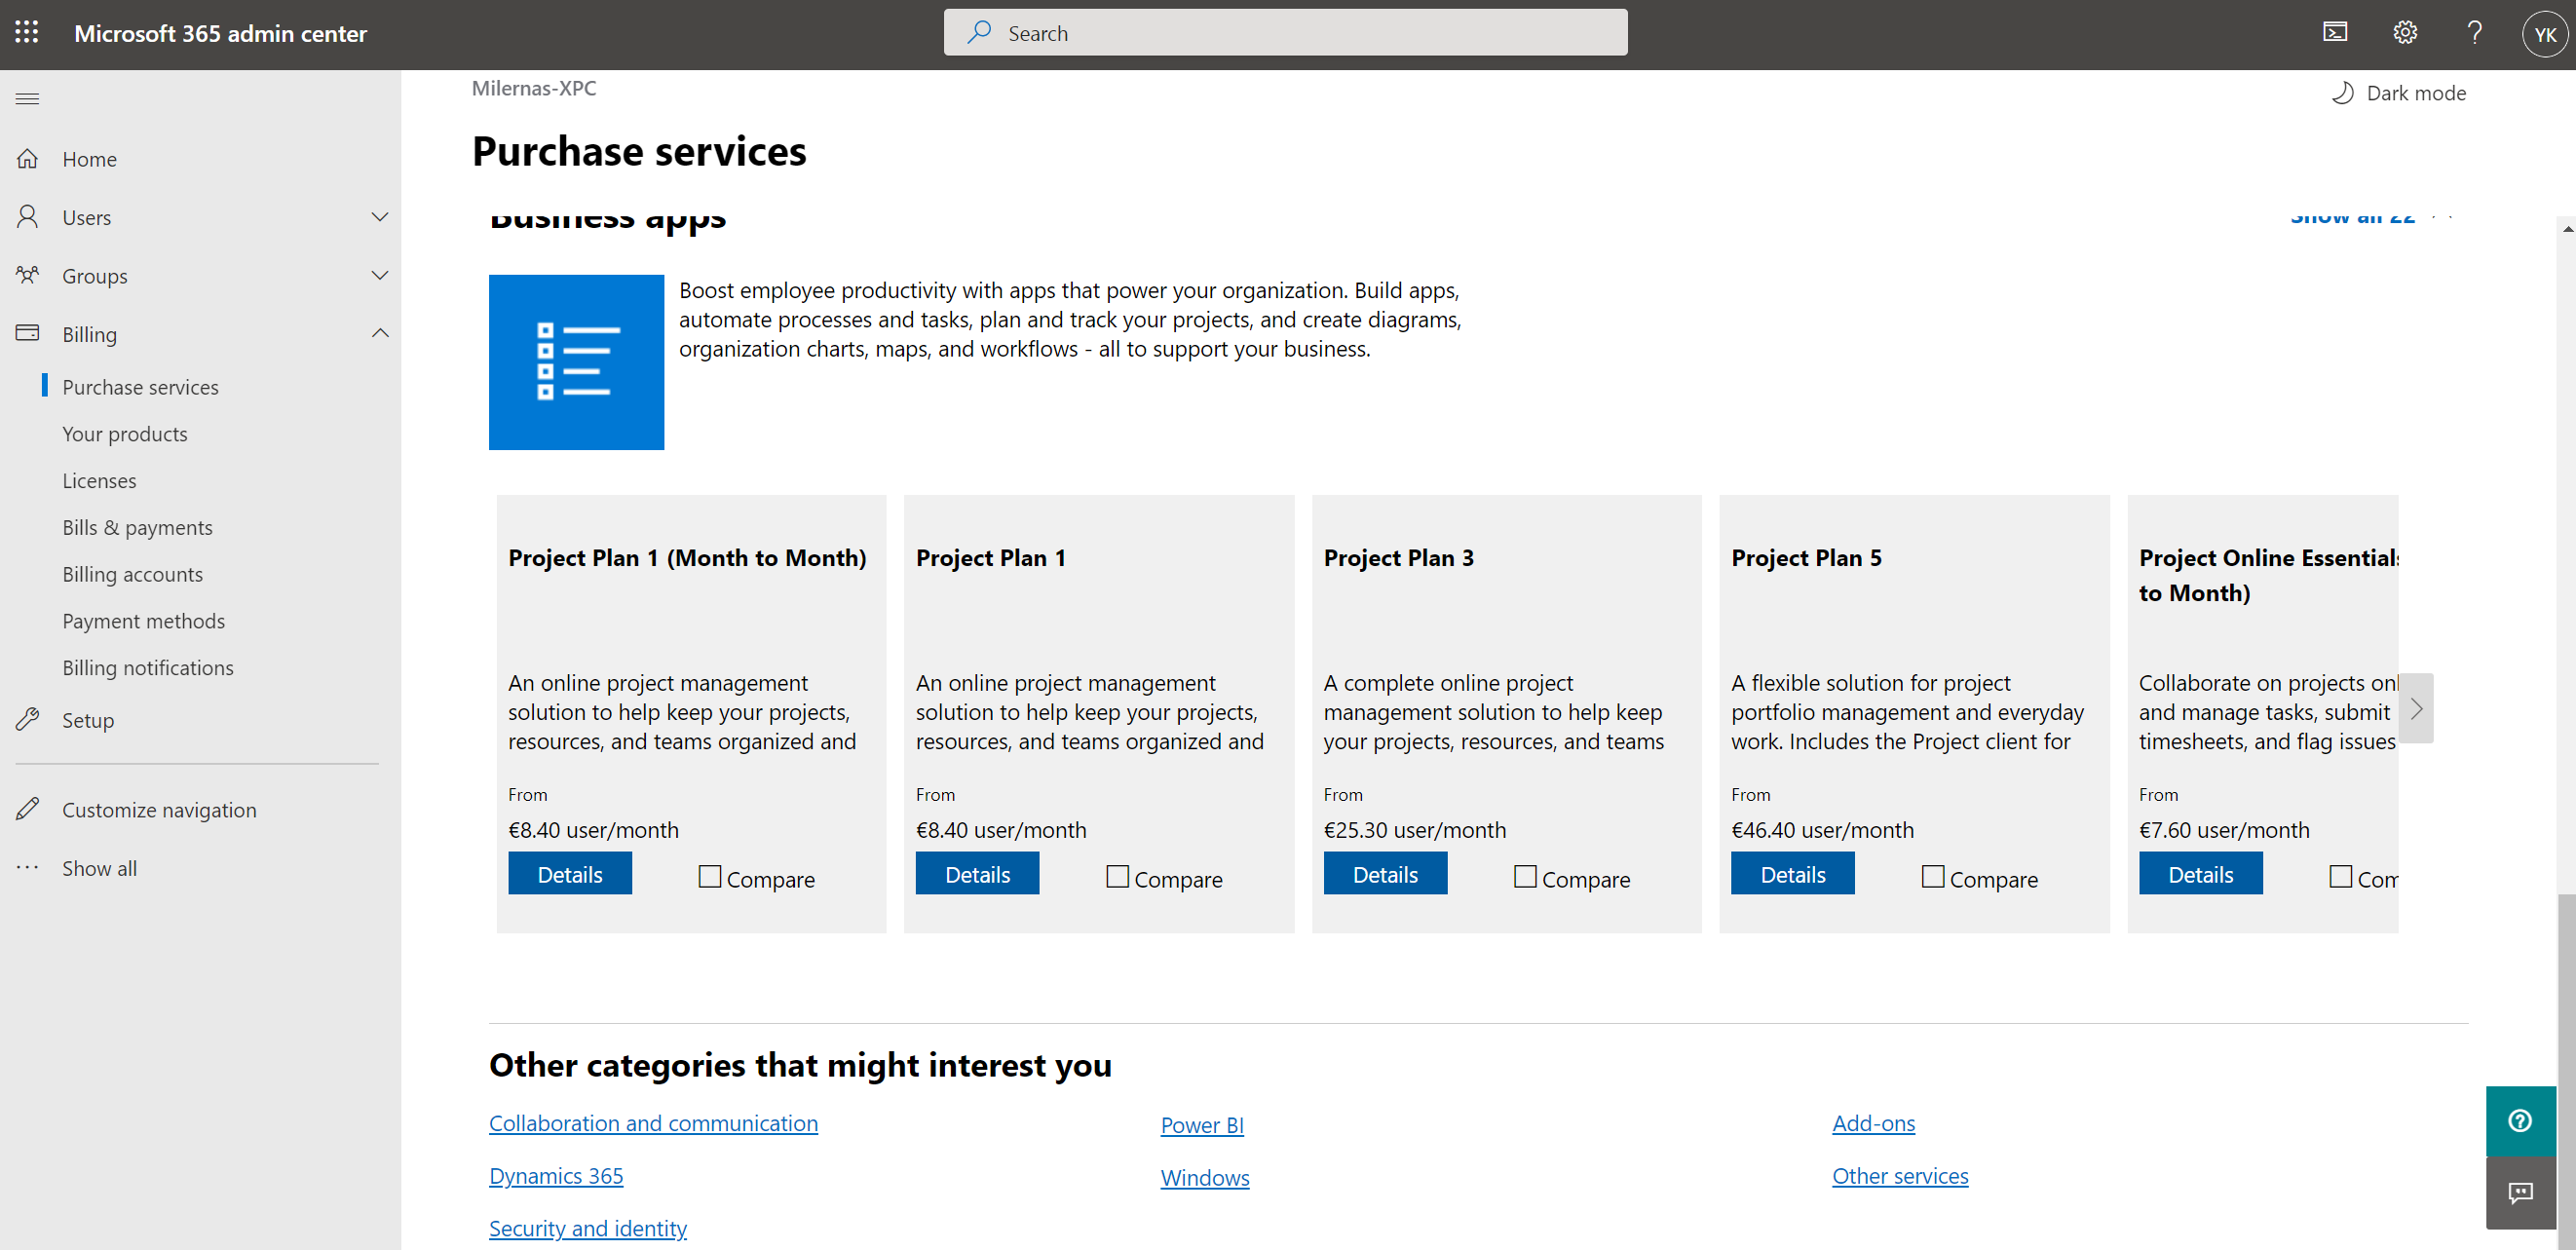 Microsoft 365 admin center
Search
YK
Milernas-XPC
Dark mode
Purchase services
Home
Users
Groups
Billing
Purchase services
Your products
Licenses
Bills & payments
Billing accounts
Payment methods
Billing notifications
Setup
Customize navigation
Show all
Business apps
Show all 22
Boost employee productivity with apps that power your organization. Build apps,
automate processes and tasks, plan and track your projects, and create diagrams,
organization charts, maps, and workflows - all to support your business.
Project Plan 1 (Month to Month)
An online project management
solution to help keep your projects,
resources, and teams organized and
From
€8.40 user/month
Details
Compare
Project Plan 1
An online project management
solution to help keep your projects,
resources, and teams organized and
From
€8.40 user/month
Details
Compare
Project Plan 3
A complete online project
management solution to help keep
your projects, resources, and teams
From
€25.30 user/month
Details
Compare
Project Plan 5
A flexible solution for project
portfolio management and everyday
work. Includes the Project client for
From
€46.40 user/month
Details
Compare
Project Online Essentials
to Month)
Collaborate on projects onl
and manage tasks, submit
timesheets, and flag issues
From
€7.60 user/month
Details
Com
Other categories that might interest you
Collaboration and communication
Dynamics 365
Security and identity
Power BI
Windows
Add-ons
Other services